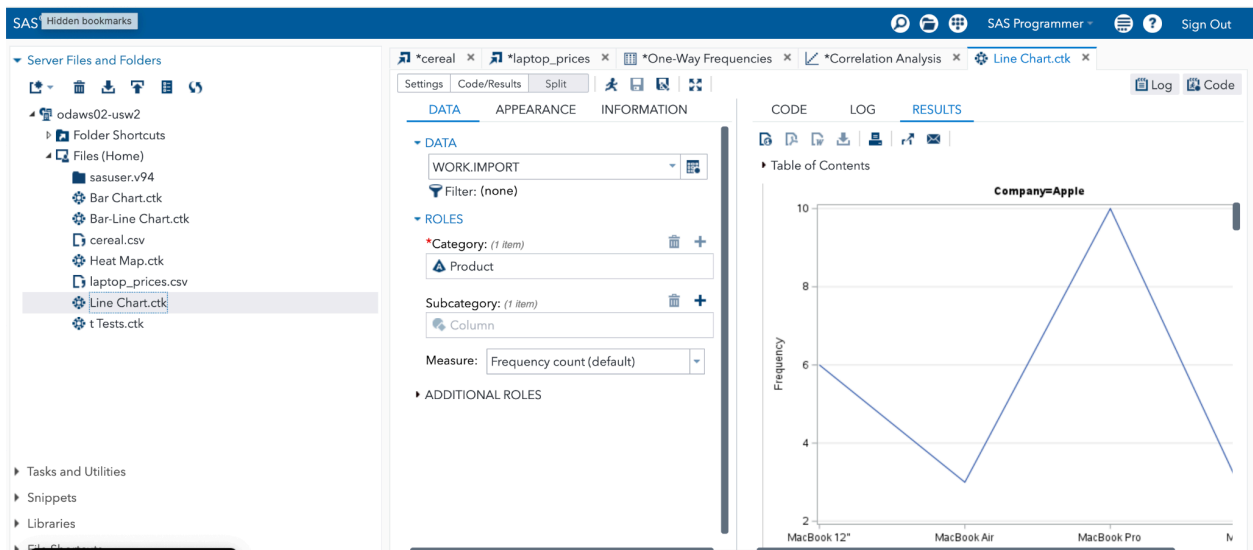 SAS
Hidden bookmarks
SAS Programmer
Sign Out
Server Files and Folders
odaws02-usw2
Folder Shortcuts
Files (Home)
sasuser.v94
Bar Chart.ctk
Bar-Line Chart.ctk
cereal.csv
Heat Map.ctk
laptop_prices.csv
Line Chart.ctk
t Tests.ctk
Tasks and Utilities
Snippets
Libraries
*cereal × *laptop_prices × *One-Way Frequencies × *Correlation Analysis × Line Chart.ctk ×
Settings Code/Results Split
Log Code
DATA APPEARANCE INFORMATION
DATA
WORK.IMPORT
Filter: (none)
ROLES
*Category: (1 item)
Product
Subcategory: (1 item)
Column
Measure: Frequency count (default)
ADDITIONAL ROLES
CODE LOG RESULTS
Table of Contents
Company=Apple
10
8
6
4
2
Frequency
MacBook 12" MacBook Air MacBook Pro M